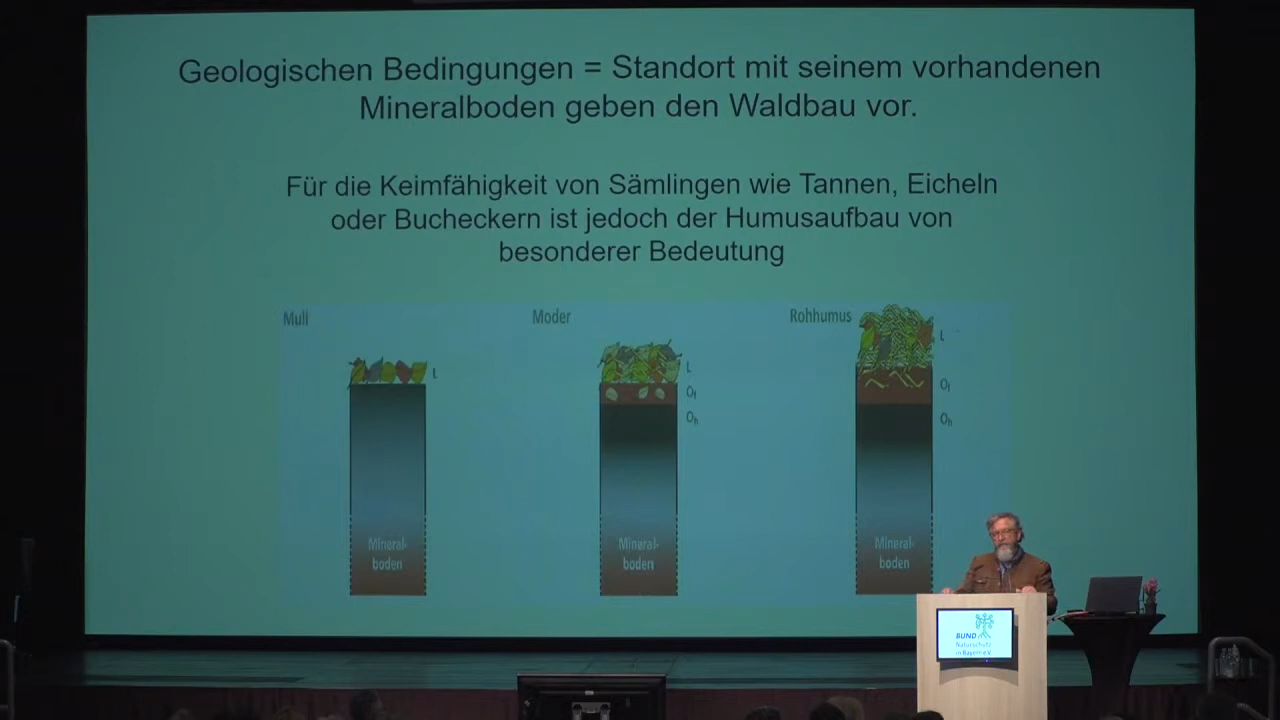 Geologischen Bedingungen = Standort mit seinem vorhandenen
Mineralboden geben den Waldbau vor.
Für die Keimfähigkeit von Sämlingen wie Tannen, Eicheln
oder Bucheckern ist jedoch der Humusaufbau von
besonderer Bedeutung
Mull
Moder
Rohhumus
L
L
L
Of
Of
Oh
Oh
Mineral-
boden
Mineral-
boden
Mineral-
boden
BUND
Naturschutz
in Bayern e.V.